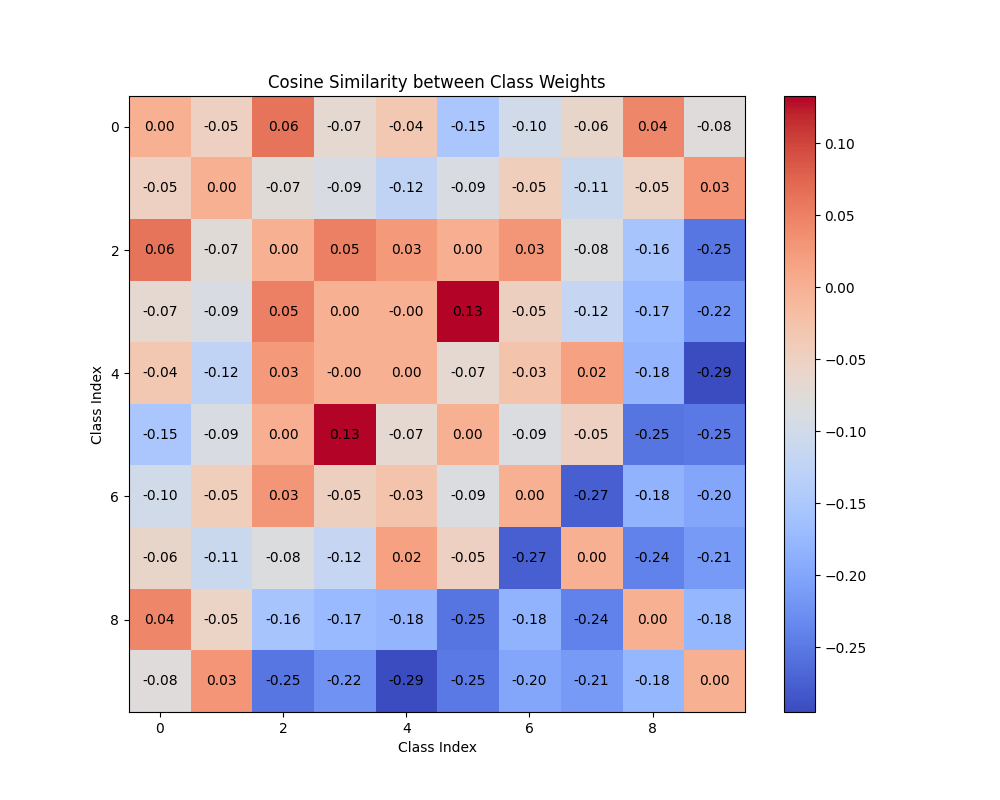 Cosine Similarity between Class Weights
0 0.00 -0.05 0.06 -0.07 -0.04 -0.15 -0.10 -0.06 0.04 -0.08
-0.05 0.00 -0.07 -0.09 -0.12 -0.09 -0.05 -0.11 -0.05 0.03
2 0.06 -0.07 0.00 0.05 0.03 0.00 0.03 -0.08 -0.16 -0.25
-0.07 -0.09 0.05 0.00 -0.00 0.13 -0.05 -0.12 -0.17 -0.22
4 -0.04 -0.12 0.03 -0.00 0.00 -0.07 -0.03 0.02 -0.18 -0.29
-0.15 -0.09 0.00 0.13 -0.07 0.00 -0.09 -0.05 -0.25 -0.25
6 -0.10 -0.05 0.03 -0.05 -0.03 -0.09 0.00 -0.27 -0.18 -0.20
-0.06 -0.11 -0.08 -0.12 0.02 -0.05 -0.27 0.00 -0.24 -0.21
8 0.04 -0.05 -0.16 -0.17 -0.18 -0.25 -0.18 -0.24 0.00 -0.18
-0.08 0.03 -0.25 -0.22 -0.29 -0.25 -0.20 -0.21 -0.18 0.00
0 2 4 6 8
Class Index
Class Index
0.10
0.05
0.00
−0.05
−0.10
−0.15
−0.20
−0.25